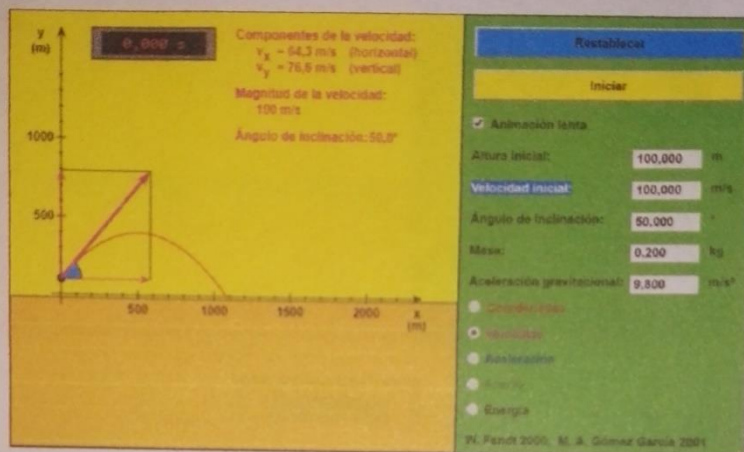 y
(m)
0,000 s
Componentes de la velocidad:
vx = 64,3 m/s (horizontal)
vy = 76,6 m/s (vertical)
Magnitud de la velocidad:
100 m/s
Ángulo de inclinación: 50,0°
1000
500
500
1000
1500
2000
x
(m)
Restablecer
Iniciar
Animación lenta
Altura inicial:
100,000 m
Velocidad inicial:
100,000 m/s
Ángulo de inclinación:
50,000 °
Masa:
0,200 kg
Aceleración gravitacional:
9,800 m/s²
Aceleración
Energía
W. Fendt 2000, M. A. Gómez García 2001